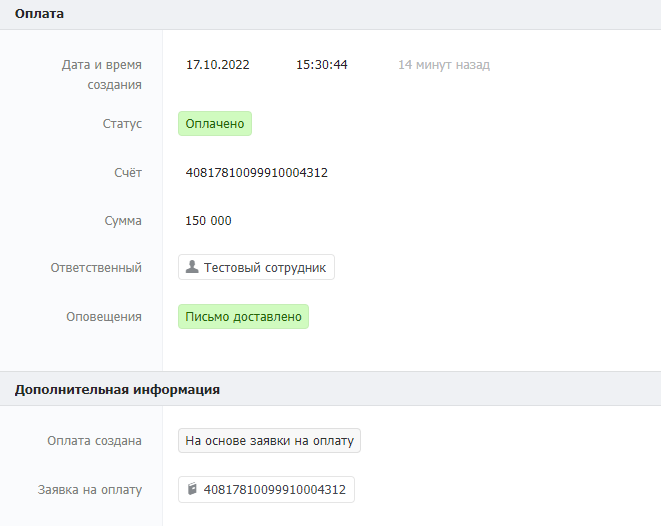 Оплата
Дата и время создания
17.10.2022 15:30:44 14 минут назад
Статус
Оплачено
Счёт
40817810099910004312
Сумма
150 000
Ответственный
Тестовый сотрудник
Оповещения
Письмо доставлено
Дополнительная информация
Оплата создана
На основе заявки на оплату
Заявка на оплату
40817810099910004312